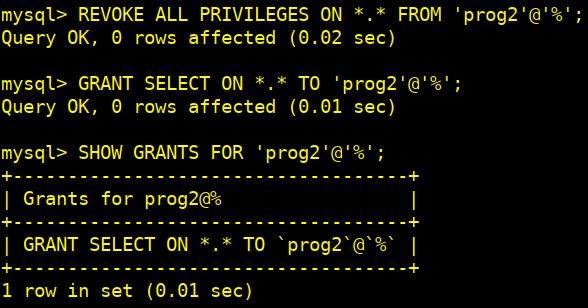 mysql> REVOKE ALL PRIVILEGES ON *.* FROM 'prog2'@'%';
Query OK, 0 rows affected (0.02 sec)
mysql> GRANT SELECT ON *.* TO 'prog2'@'%';
Query OK, 0 rows affected (0.01 sec)
mysql> SHOW GRANTS FOR 'prog2'@'%';
+-----------------------------------+
| Grants for prog2@%                |
+-----------------------------------+
| GRANT SELECT ON *.* TO `prog2`@`%` |
+-----------------------------------+
1 row in set (0.01 sec)